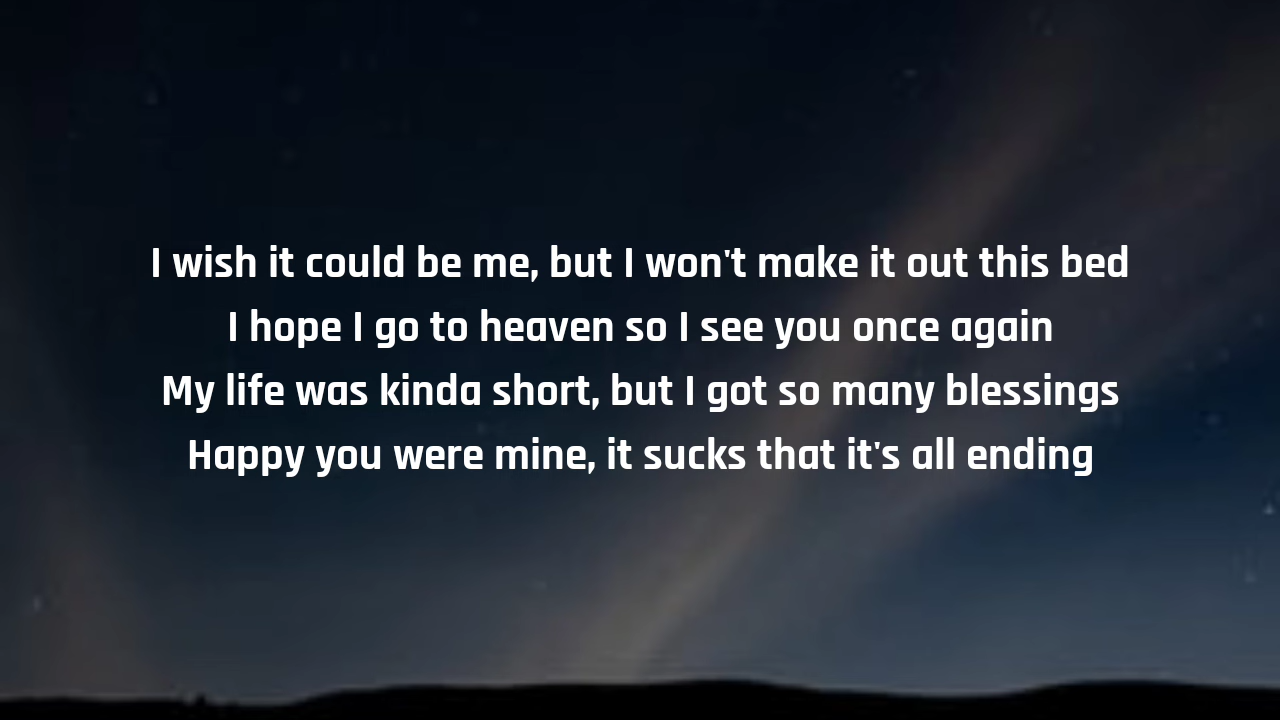 I wish it could be me, but I won't make it out this bed
I hope I go to heaven so I see you once again
My life was kinda short, but I got so many blessings
Happy you were mine, it sucks that it's all ending